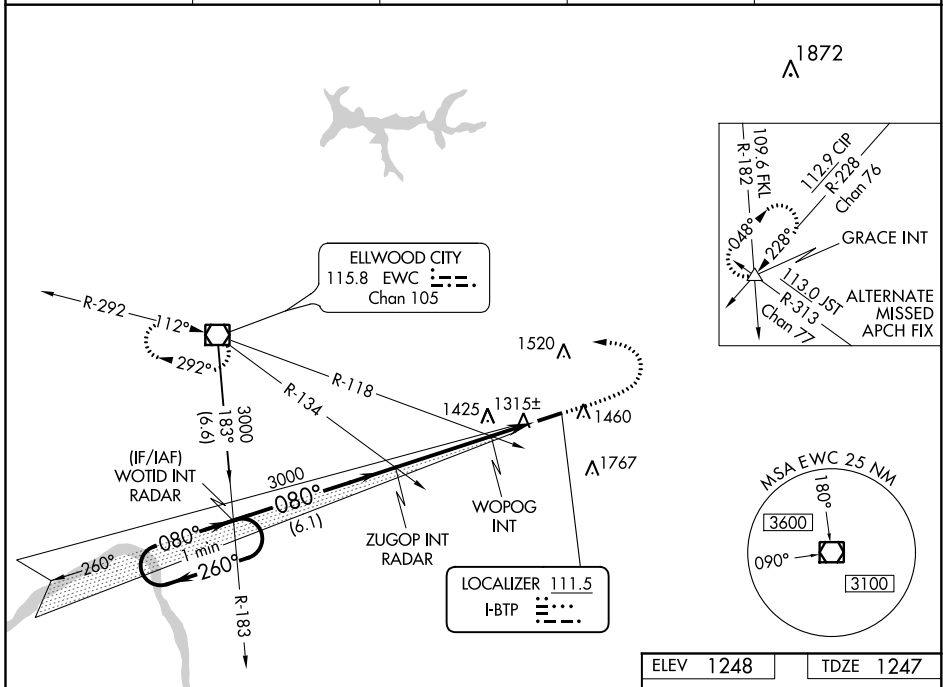 1872
109.6 FKL
R-182
112.9 CIP
R-228
Chan 76
048°
228°
GRACE INT
113.0 JST
R-313
Chan 77
ALTERNATE
MISSED
APCH FIX
ELLWOOD CITY
115.8 EWC
Chan 105
R-292
112°
292°
R-118
R-134
3000
183°
(6.6)
1520
1425
1315±
1460
1767
(IF/IAF)
WOTID INT
RADAR
3000
080°
(6.1)
080°
1 min
260°
260°
R-183
ZUGOP INT
RADAR
WOPOG
INT
LOCALIZER 111.5
I-BTP
MSA EWC 25 NM
180°
3600
090°
3100
ELEV 1248
TDZE 1247